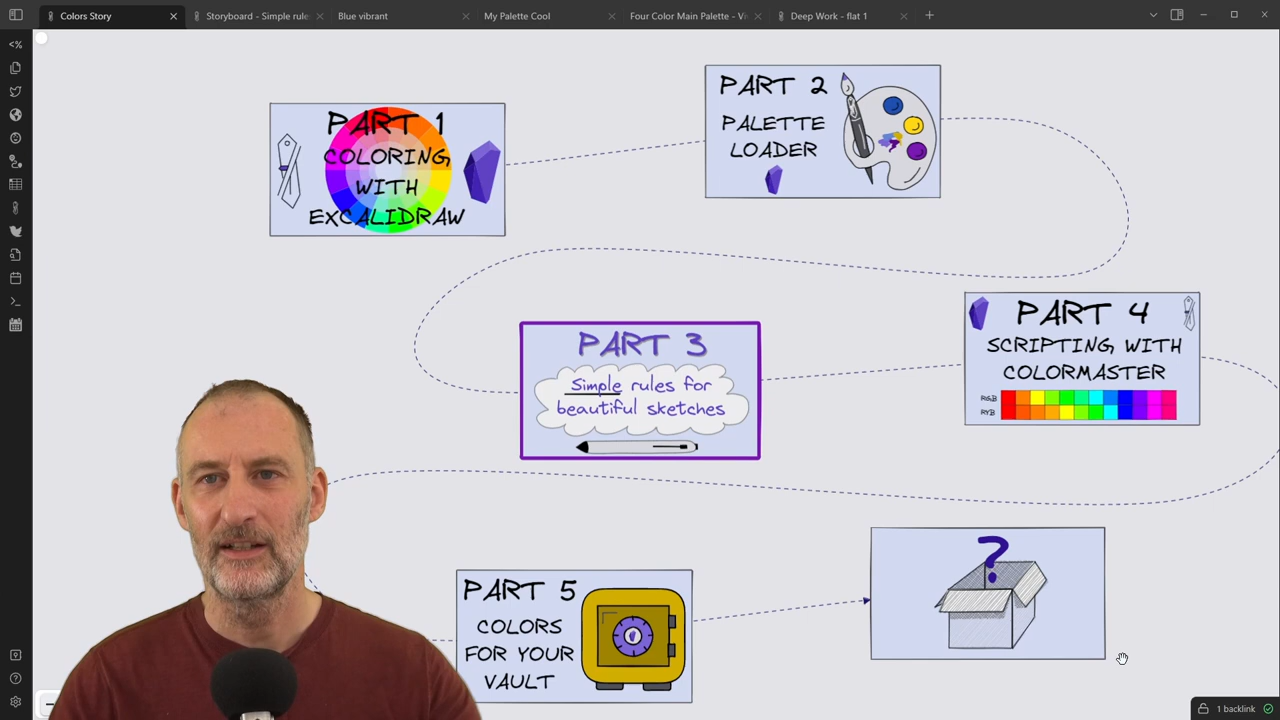 Colors Story
Storyboard - Simple rule
Blue vibrant
My Palette Cool
Four Color Main Palette - Vi
Deep Work - flat 1
PART 1
COLORING
WITH
EXCALIDRAW
PART 2
PALETTE
LOADER
PART 3
Simple rules for
beautiful sketches
PART 4
SCRIPTING WITH
COLORMASTER
RGB
RYB
PART 5
COLORS
FOR YOUR
VAULT
?
1 backlink